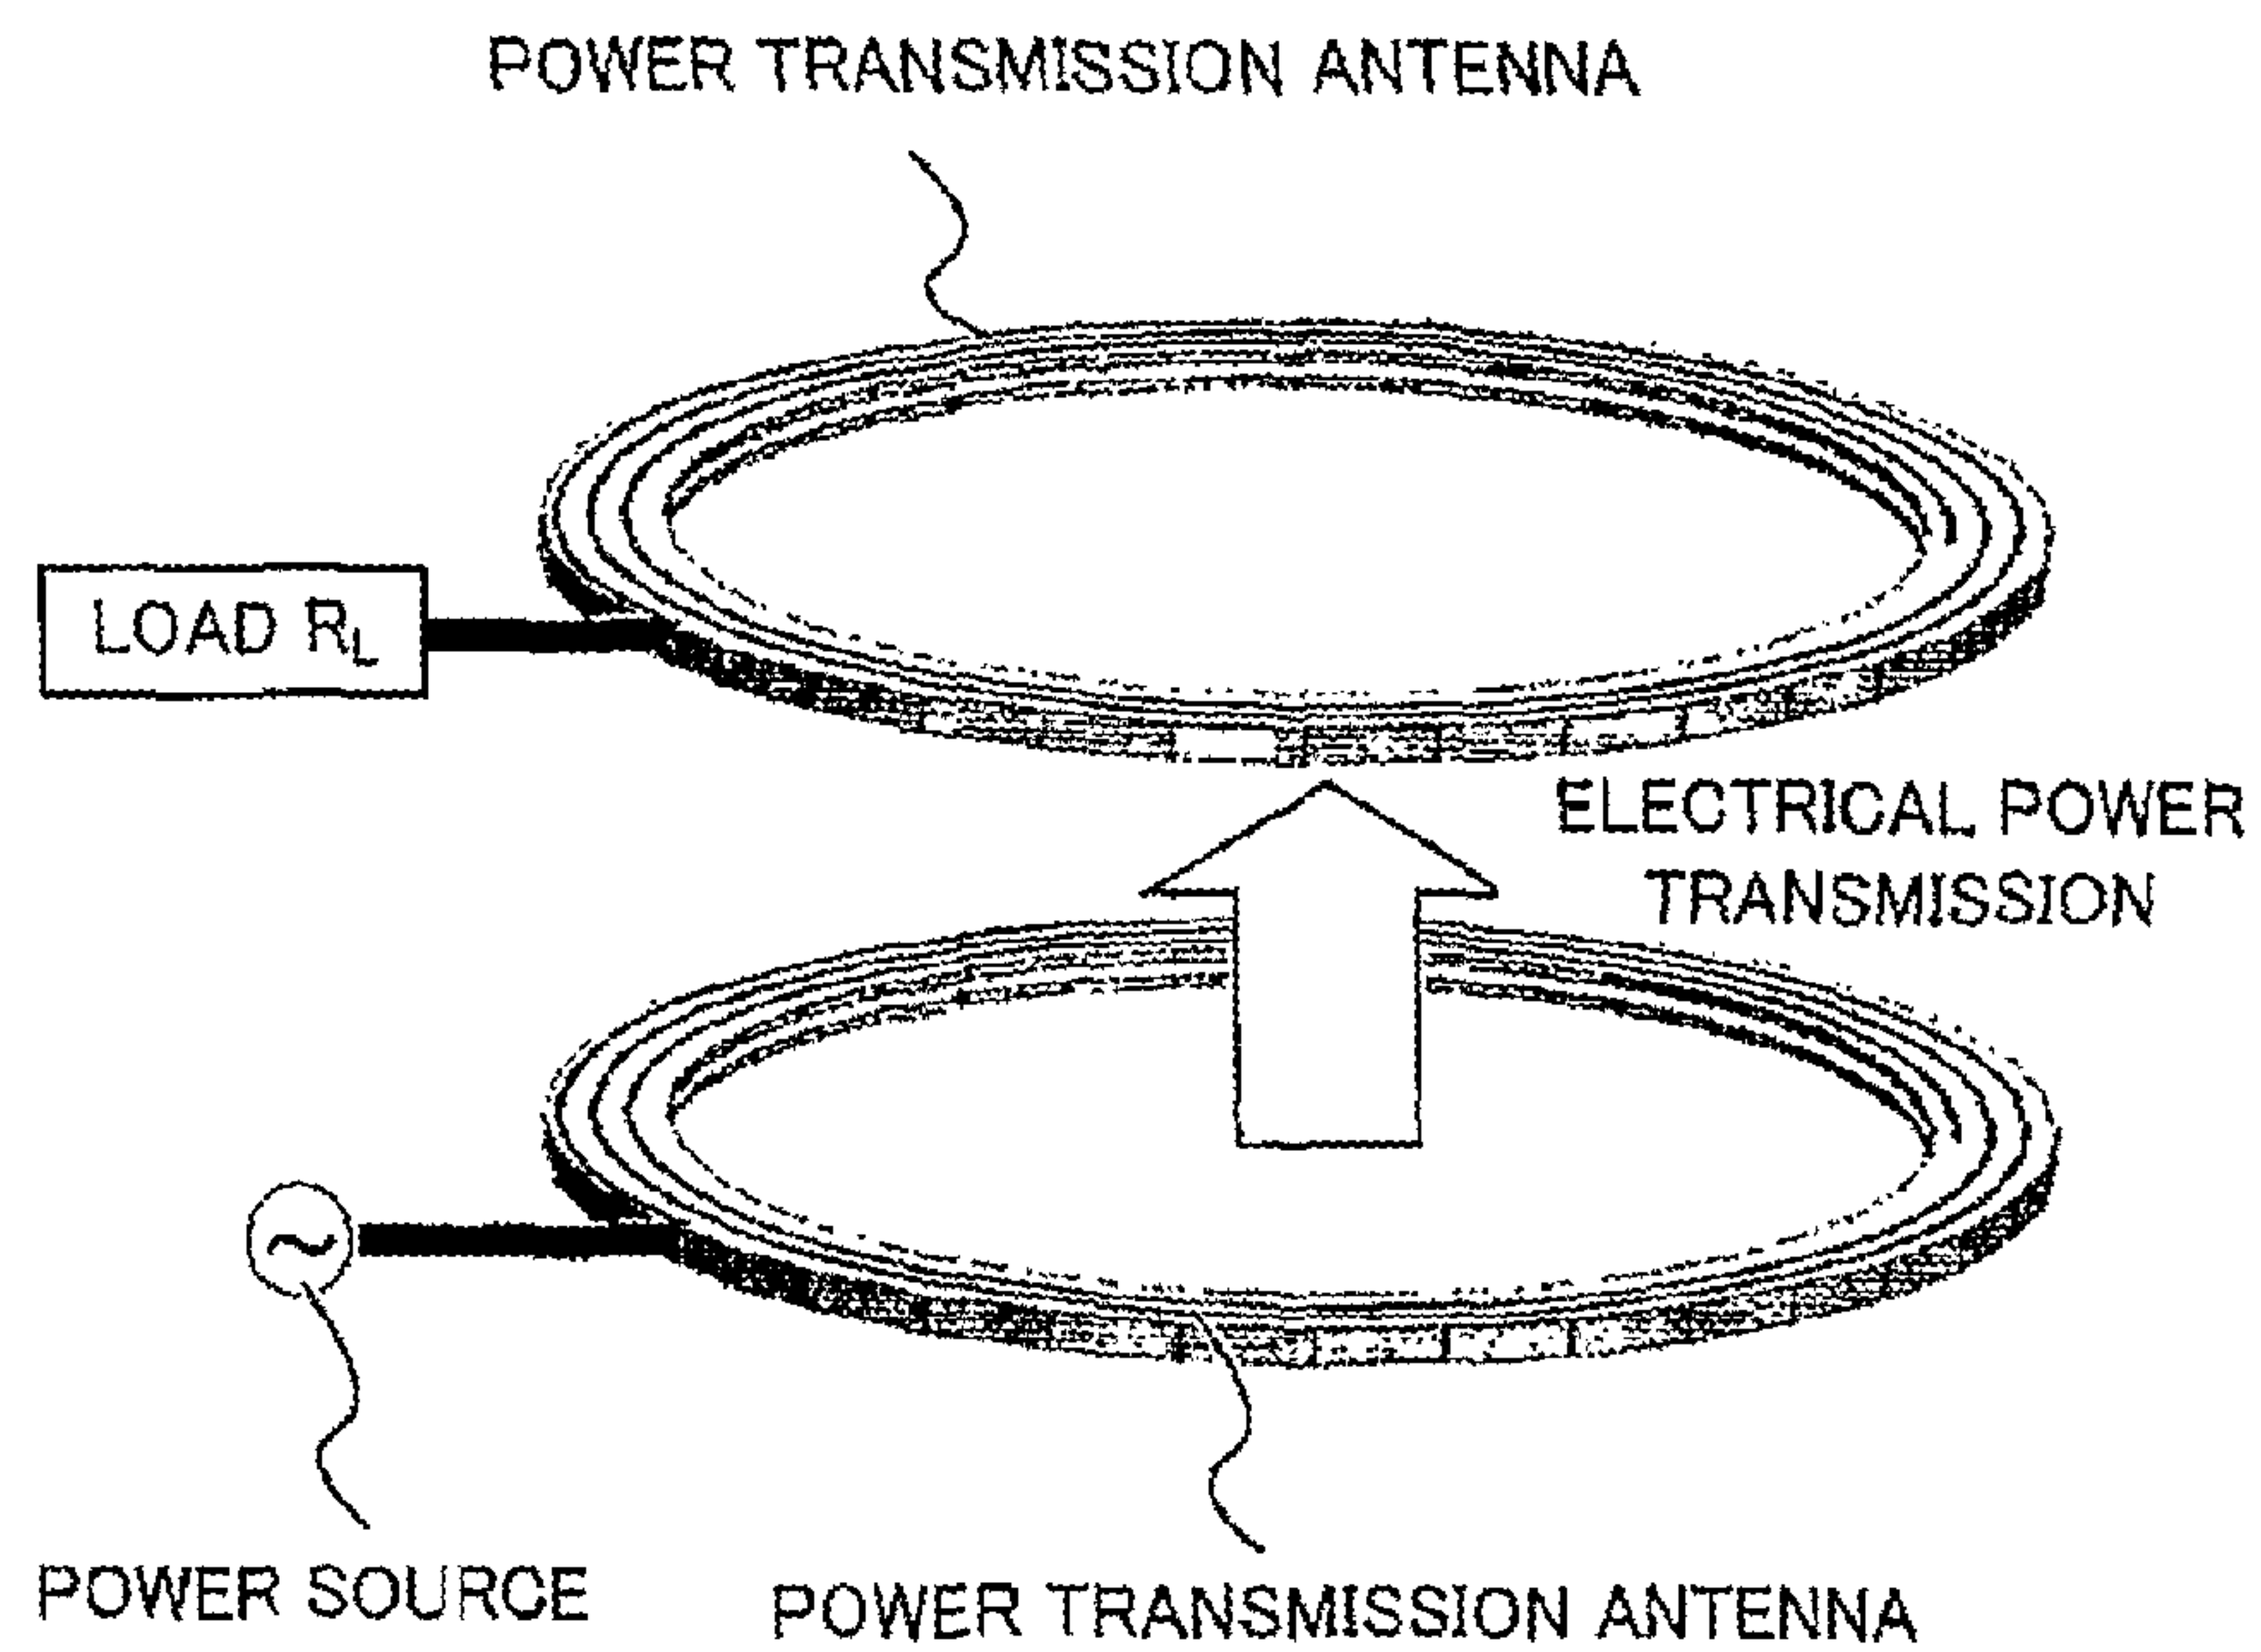 POWER TRANSMISSION ANTENNA
LOAD RL
ELECTRICAL POWER
TRANSMISSION
~
POWER SOURCE
POWER TRANSMISSION ANTENNA